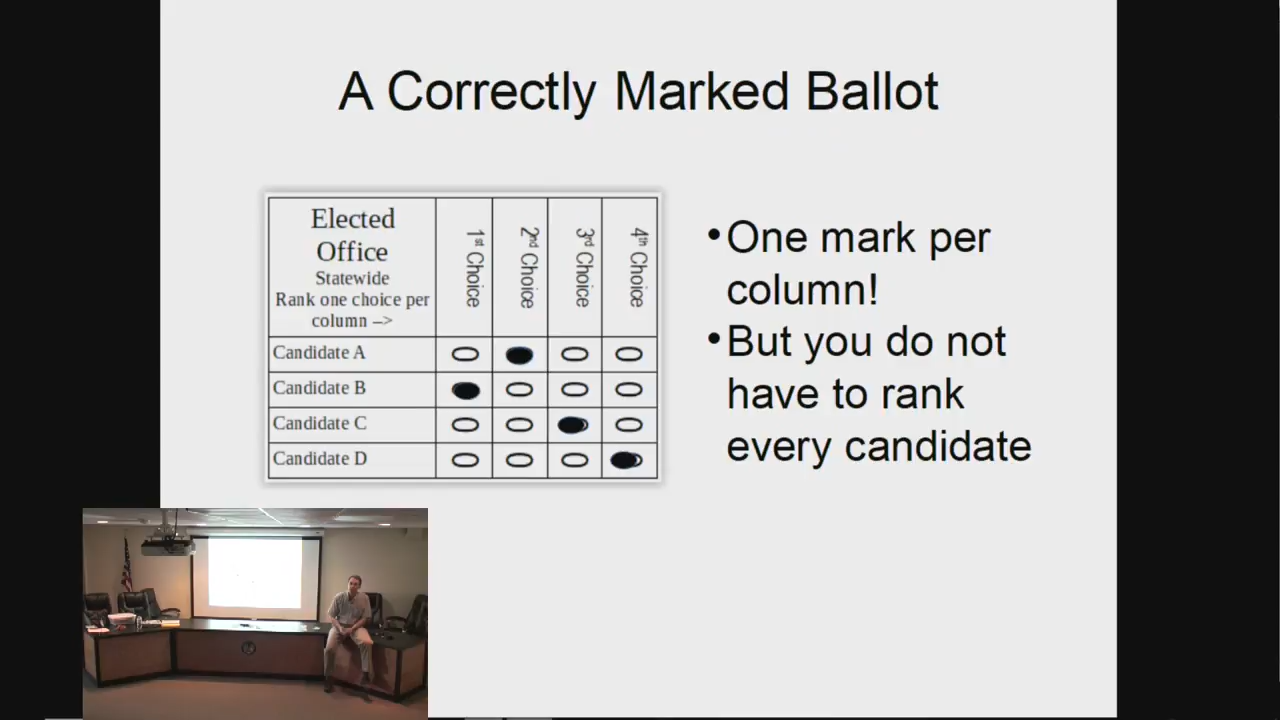 A Correctly Marked Ballot
Elected
Office
Statewide
Rank one choice per
column –>
1st Choice
2nd Choice
3rd Choice
4th Choice
Candidate A
Candidate B
Candidate C
Candidate D
•One mark per
column!
•But you do not
have to rank
every candidate